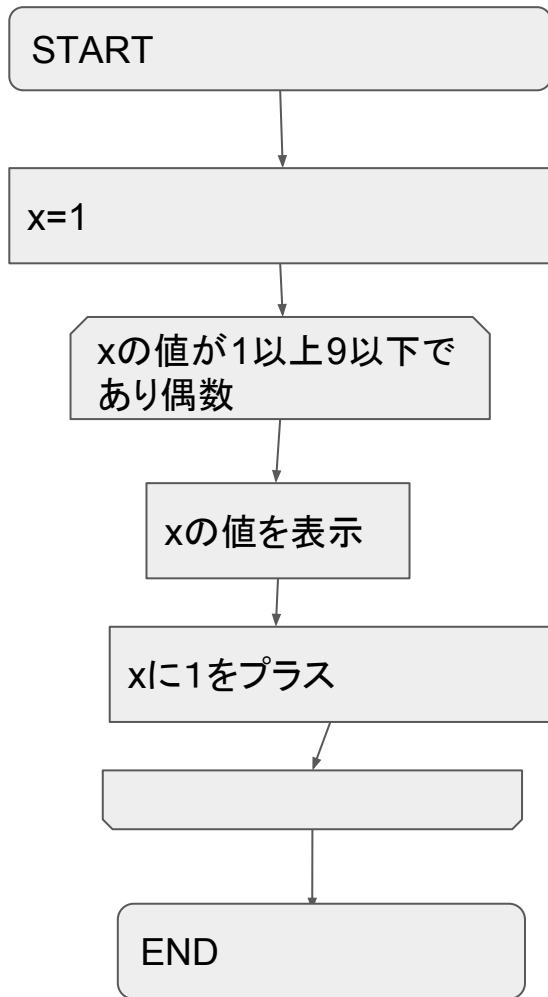 START
x=1
xの値が1以上9以下で
あり偶数
xの値を表示
xに1をプラス
END